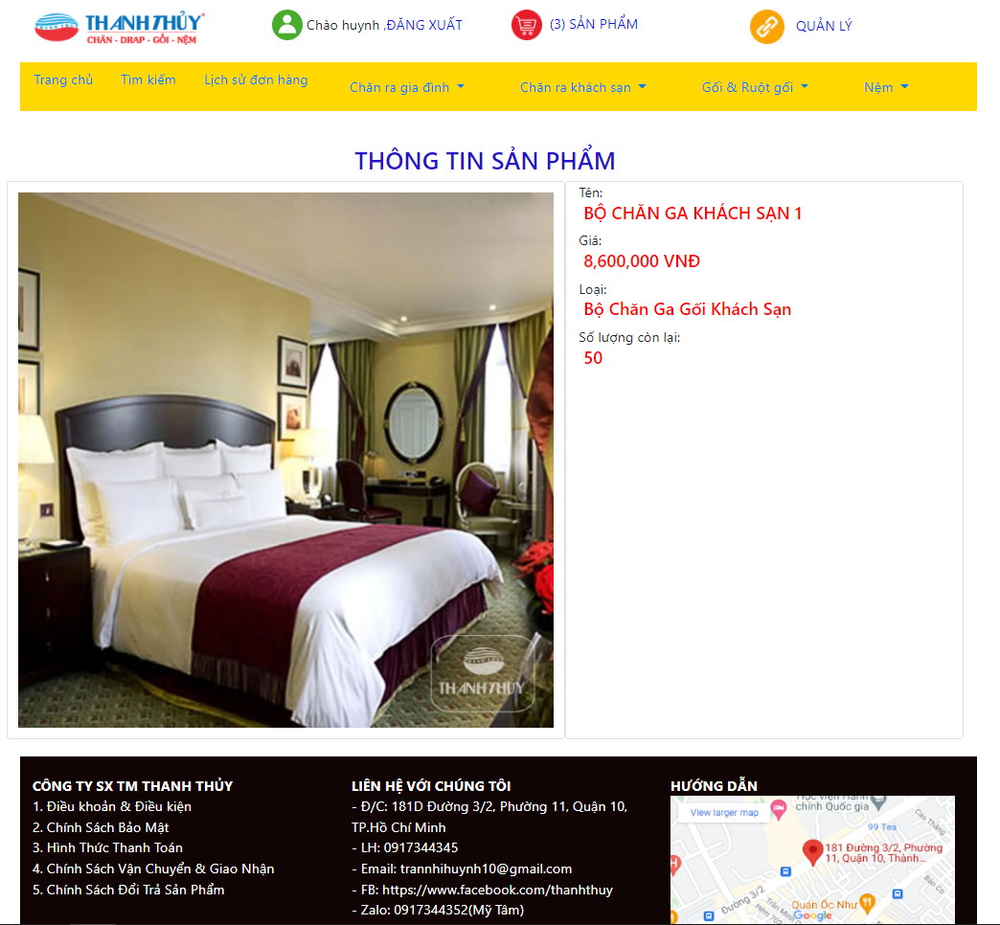 THANH THỦY®
CHĂN - DRAP - GỐI - NỆM
Chào huynh ,ĐĂNG XUẤT
(3) SẢN PHẨM
QUẢN LÝ
Trang chủ
Tìm kiếm
Lịch sử đơn hàng
Chăn ra gia đình
Chăn ra khách sạn
Gối & Ruột gối
Nệm
THÔNG TIN SẢN PHẨM
THANH THUY
Tên:
BỘ CHĂN GA KHÁCH SẠN 1
Giá:
8,600,000 VNĐ
Loại:
Bộ Chăn Ga Gối Khách Sạn
Số lượng còn lại:
50
CÔNG TY SX TM THANH THỦY
1. Điều khoản & Điều kiện
2. Chính Sách Bảo Mật
3. Hình Thức Thanh Toán
4. Chính Sách Vận Chuyển & Giao Nhận
5. Chính Sách Đổi Trả Sản Phẩm
LIÊN HỆ VỚI CHÚNG TÔI
- Đ/C: 181D Đường 3/2, Phường 11, Quận 10,
TP.Hồ Chí Minh
- LH: 0917344345
- Email: trannhihuynh10@gmail.com
- FB: https://www.facebook.com/thanhthuy
- Zalo: 0917344352(Mỹ Tâm)
HƯỚNG DẪN
Học viện Hành
chính Quốc gia
View larger map
99 Tea
Cao Thắng
181 Đường 3/2, Phường
11, Quận 10, Thành...
Đường 3/2
Quán Ốc Như
Hẻm 702
Google